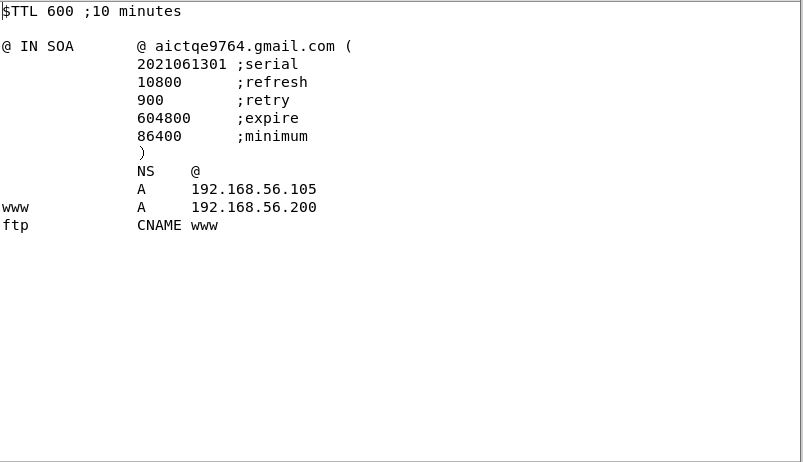 $TTL 600 ;10 minutes
@ IN SOA @ aictqe9764.gmail.com (
2021061301 ;serial
10800 ;refresh
900 ;retry
604800 ;expire
86400 ;minimum
)
NS @
A 192.168.56.105
www A 192.168.56.200
ftp CNAME www